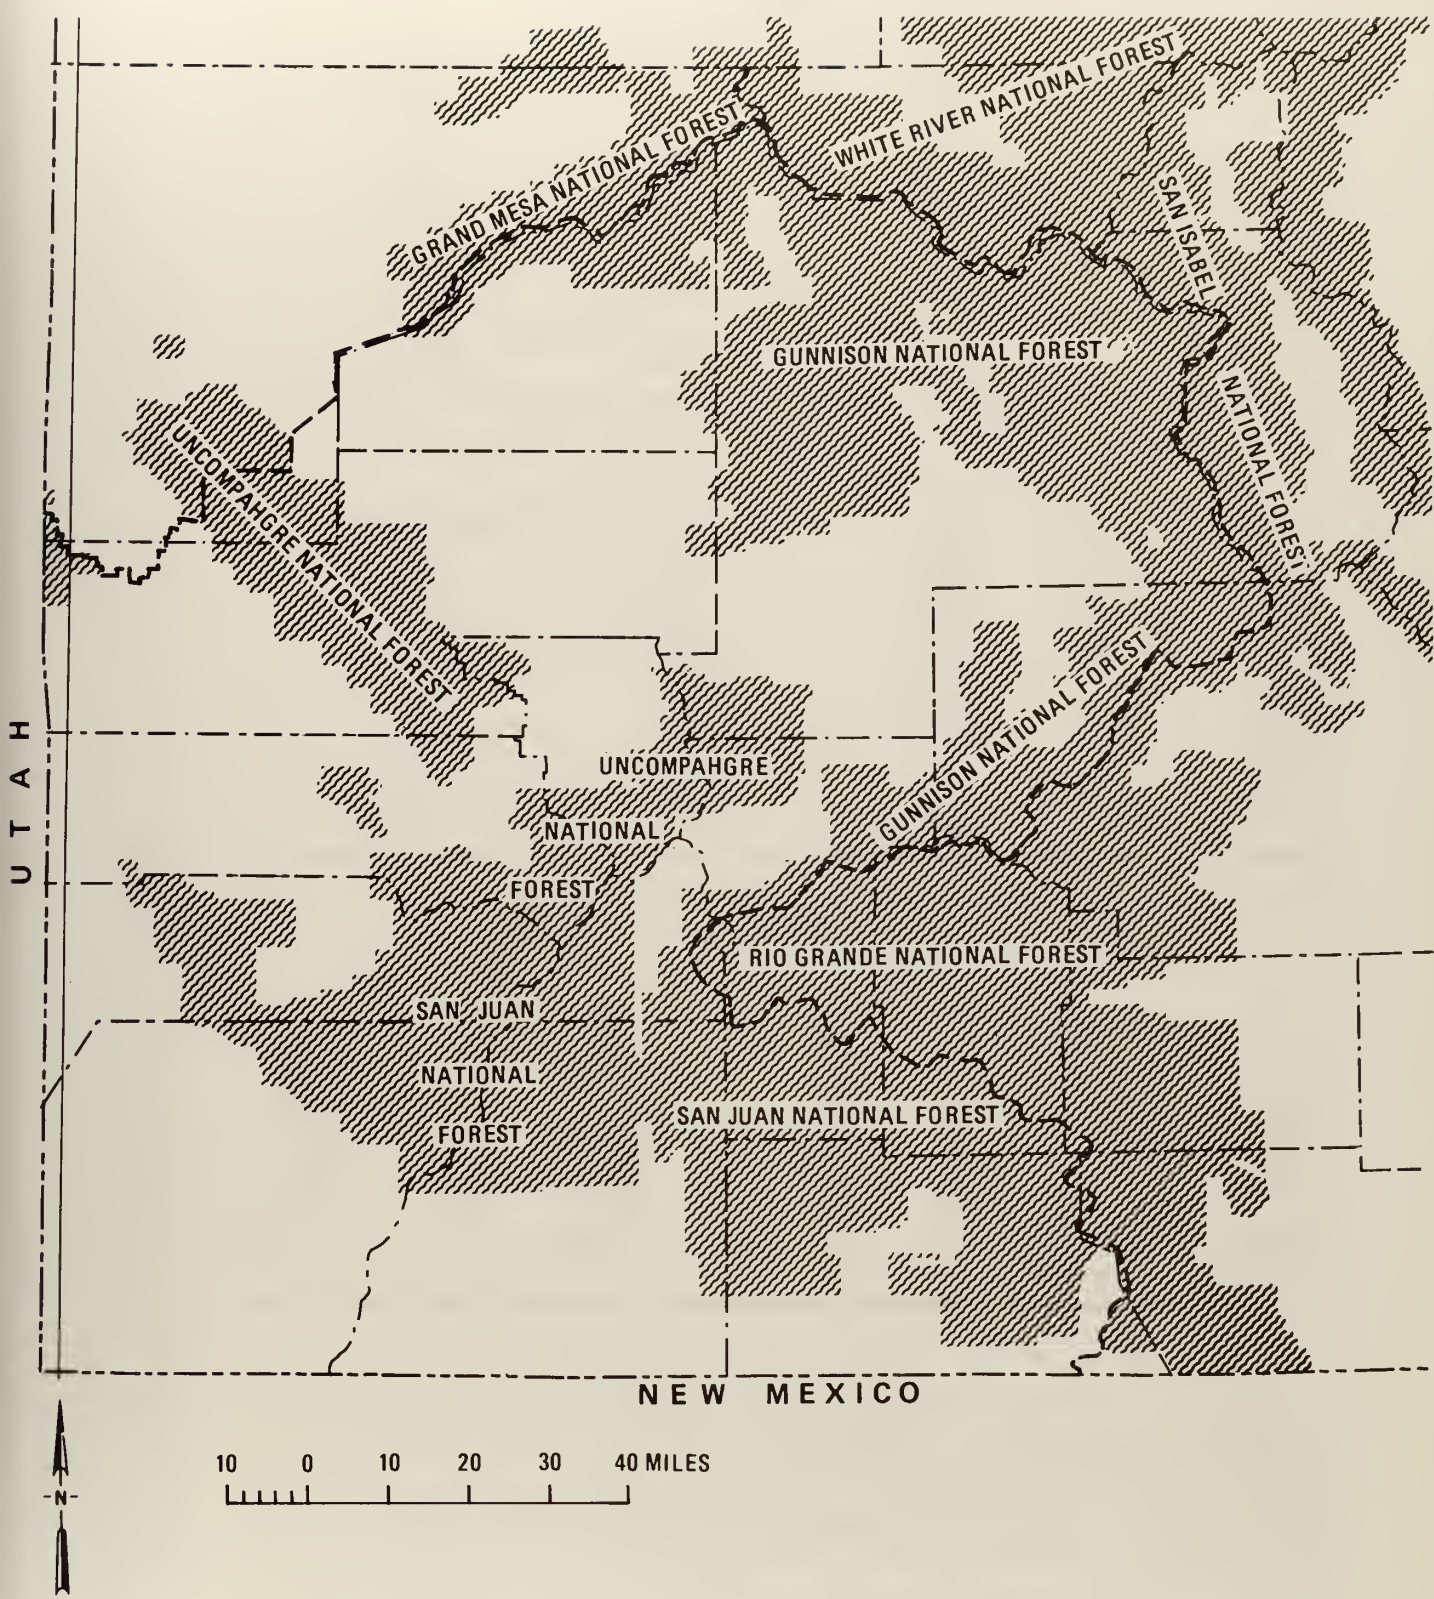 WHITE RIVER NATIONAL FOREST
GRAND MESA NATIONAL FOREST
SAN ISABEL
NATIONAL FOREST
GUNNISON NATIONAL FOREST
UNCOMPAHGRE NATIONAL FOREST
GUNNISON NATIONAL FOREST
UTAH
UNCOMPAHGRE
NATIONAL
FOREST
RIO GRANDE NATIONAL FOREST
SAN JUAN
NATIONAL
FOREST
SAN JUAN NATIONAL FOREST
NEW MEXICO
10 0 10 20 30 40 MILES
-N-